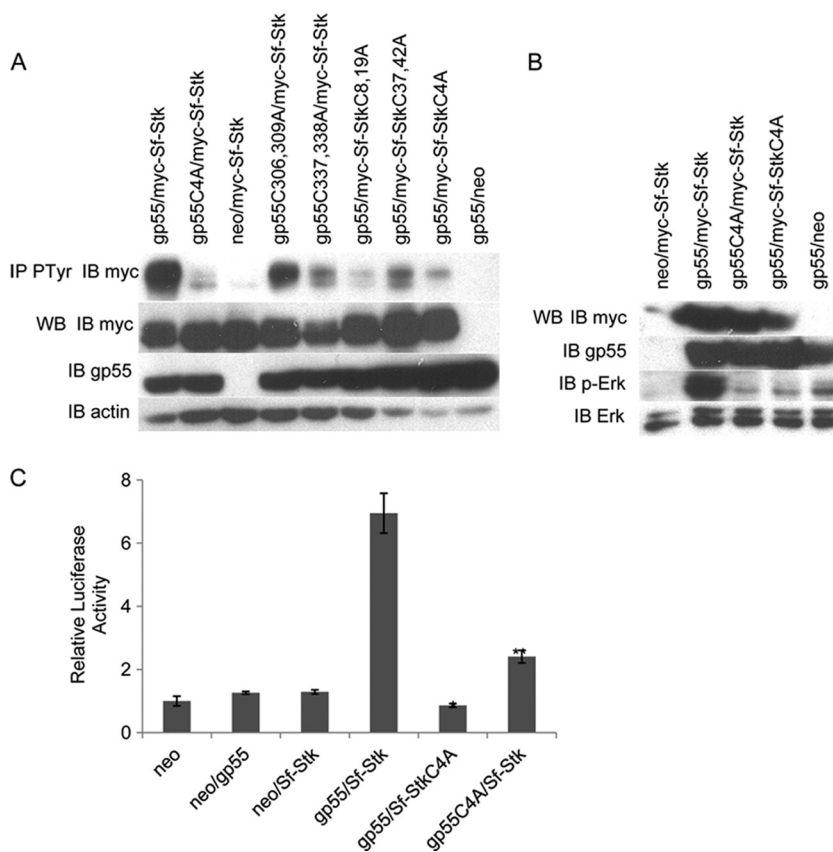 A
gp55/myc-Sf-Stk
gp55C4A/myc-Sf-Stk
neo/myc-Sf-Stk
gp55C306,309A/myc-Sf-Stk
gp55C337,338A/myc-Sf-Stk
gp55/myc-Sf-StkC8,19A
gp55/myc-Sf-StkC37,42A
gp55/myc-Sf-StkC4A
gp55/neo
IP PTyr IB myc
WB IB myc
IB gp55
IB actin
B
neo/myc-Sf-Stk
gp55/myc-Sf-Stk
gp55C4A/myc-Sf-Stk
gp55/myc-Sf-StkC4A
gp55/neo
WB IB myc
IB gp55
IB p-Erk
IB Erk
C
Relative Luciferase
Activity
8
6
4
2
0
*
**
neo
neo/gp55
neo/Sf-Stk
gp55/Sf-Stk
gp55/Sf-StkC4A
gp55C4A/Sf-Stk